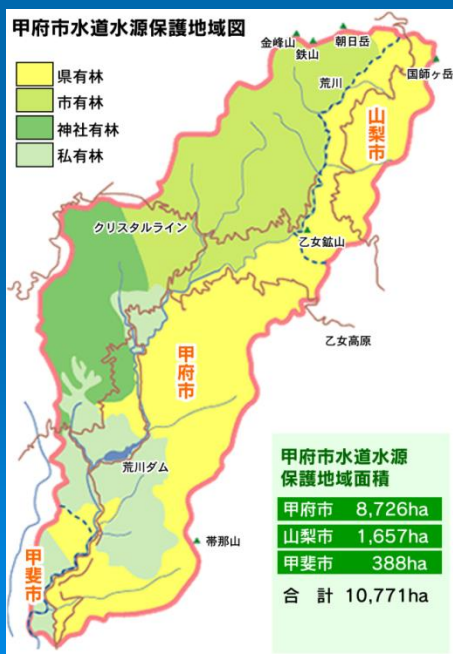 甲府市水道水源保護地域図
県有林
市有林
神社有林
私有林
金峰山
鉄山
朝日岳
国師ヶ岳
荒川
山梨市
クリスタルライン
乙女鉱山
乙女高原
甲府市
荒川ダム
帯那山
甲斐市
甲府市水道水源
保護地域面積
甲府市 8,726ha
山梨市 1,657ha
甲斐市 388ha
合 計 10,771ha